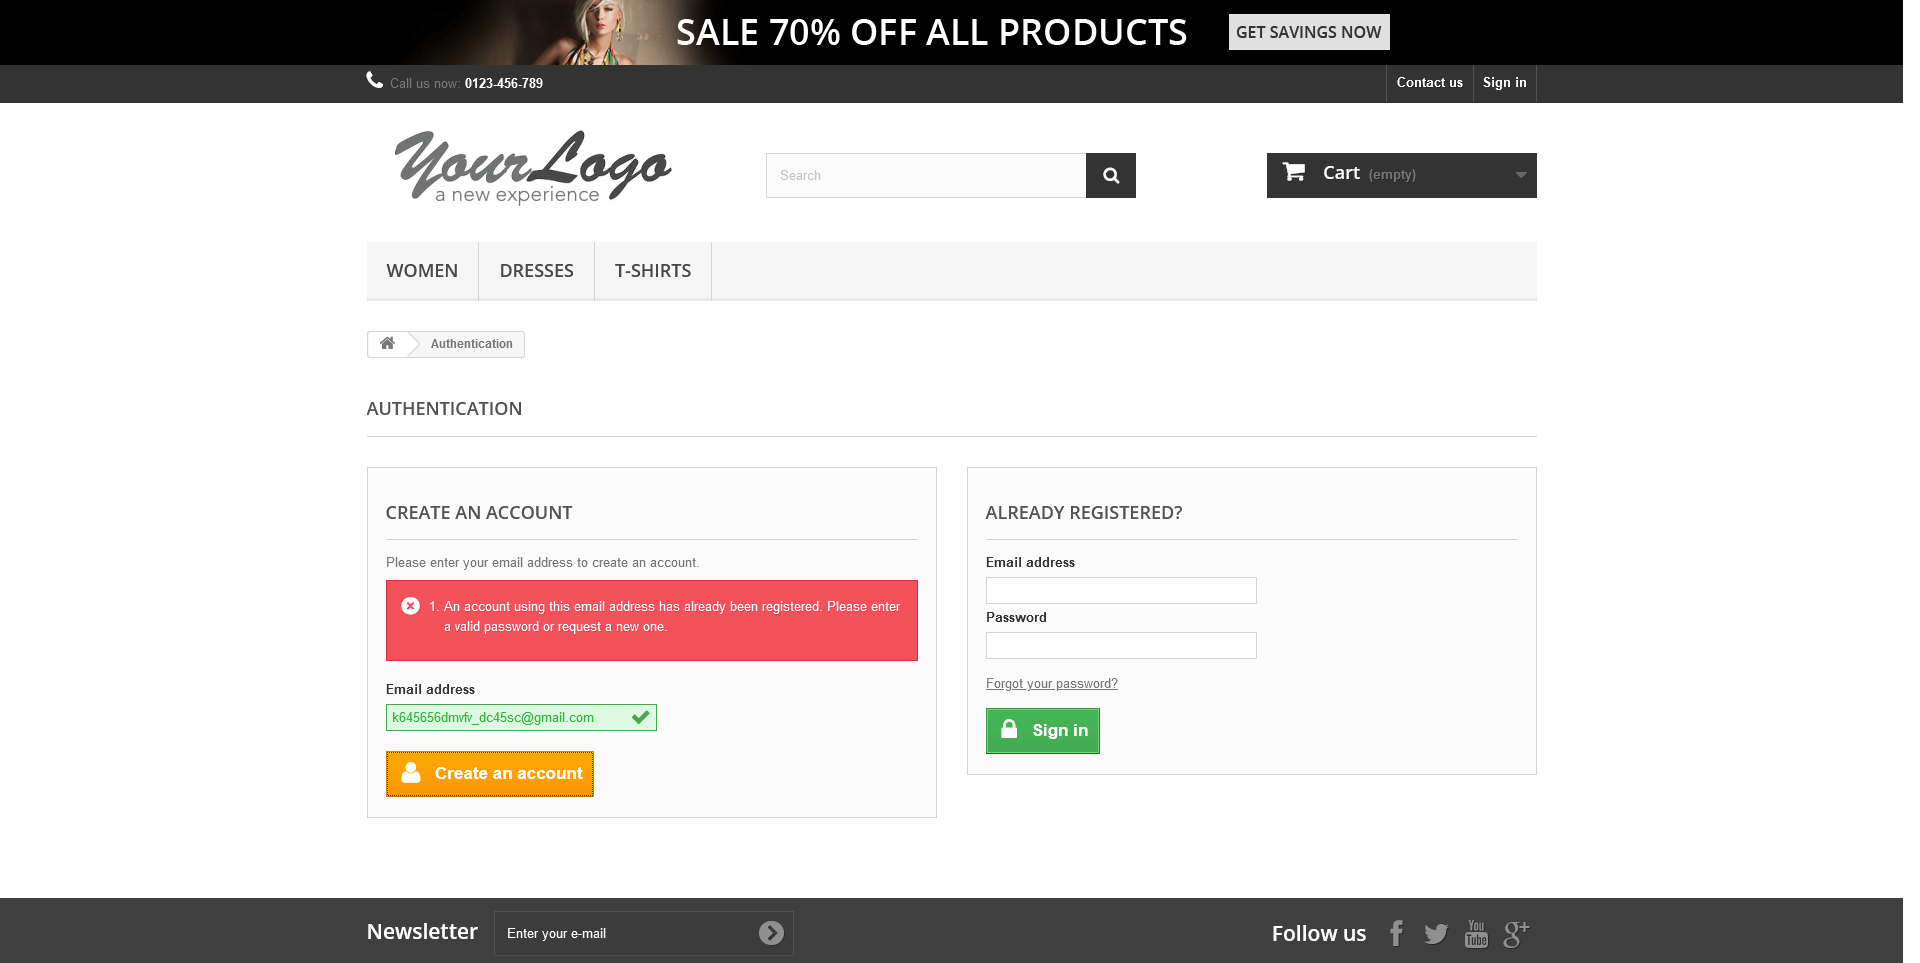 SALE 70% OFF ALL PRODUCTS GET SAVINGS NOW
Call us now: 0123-456-789 Contact us Sign in
YourLogo
a new experience
Search
Cart (empty)
WOMEN DRESSES T-SHIRTS
Authentication
AUTHENTICATION
CREATE AN ACCOUNT
Please enter your email address to create an account.
1. An account using this email address has already been registered. Please enter
a valid password or request a new one.
Email address
k645656dmvfv_dc45sc@gmail.com
Create an account
ALREADY REGISTERED?
Email address
Password
Forgot your password?
Sign in
Newsletter Enter your e-mail
Follow us f You Tube g+